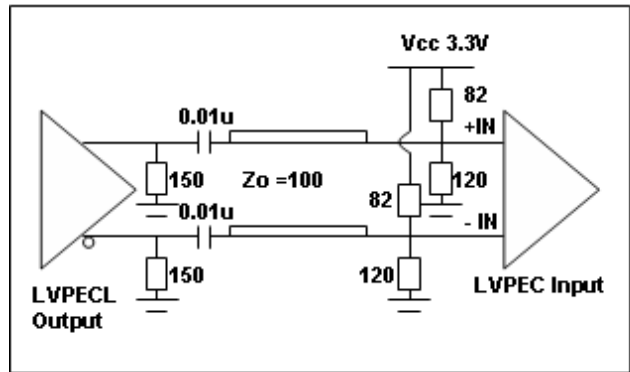 Vcc 3.3V
82
0.01u
+IN
150
Zo =100
82
120
0.01u
- IN
150
120
LVPECL
Output
LVPEC Input